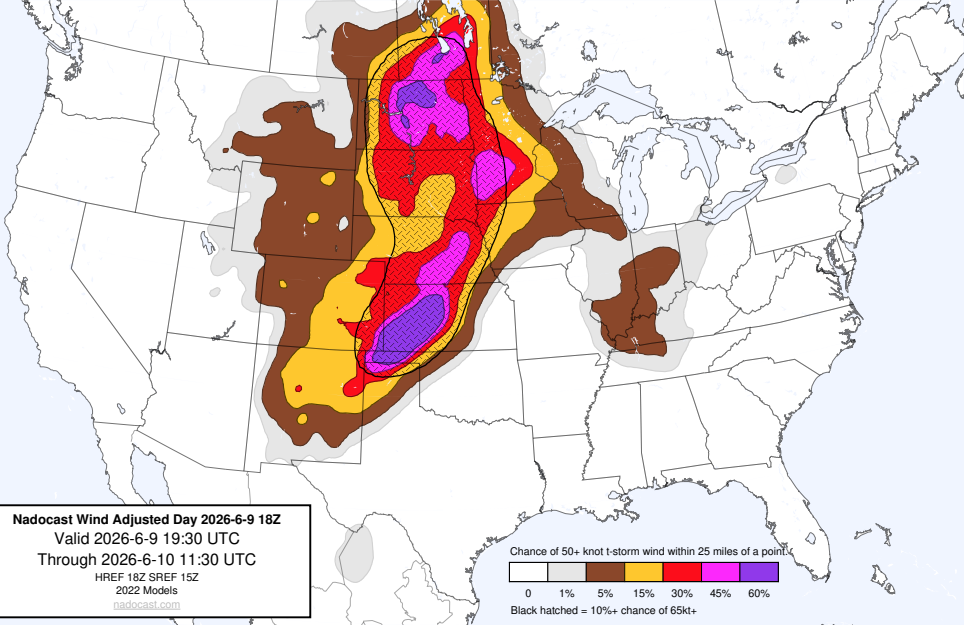 Nadocast Wind Adjusted Day 2026-6-9 18Z
Valid 2026-6-9 19:30 UTC
Through 2026-6-10 11:30 UTC
HREF 18Z SREF 15Z
2022 Models
nadocast.com
Chance of 50+ knot t-storm wind within 25 miles of a point.
0 1% 5% 15% 30% 45% 60%
Black hatched = 10%+ chance of 65kt+